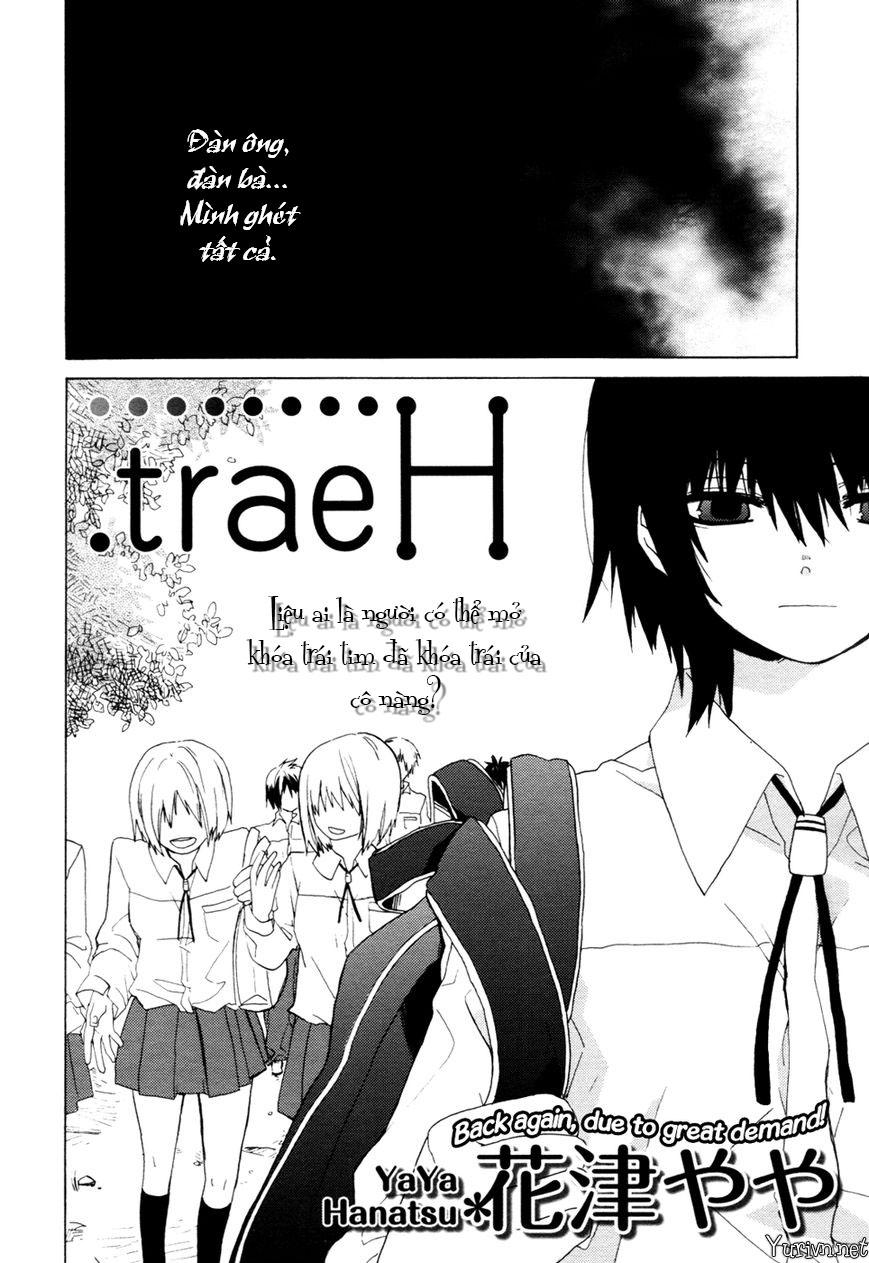 Đàn ông,
đàn bà...
Mình ghét
tất cả.
.traeH
Liệu ai là người có thể mở
khóa trái tim đã khóa trái của
cô nàng?
Back again, due to great demand!
YaYa
Hanatsu*花津やや
Yurivn.net